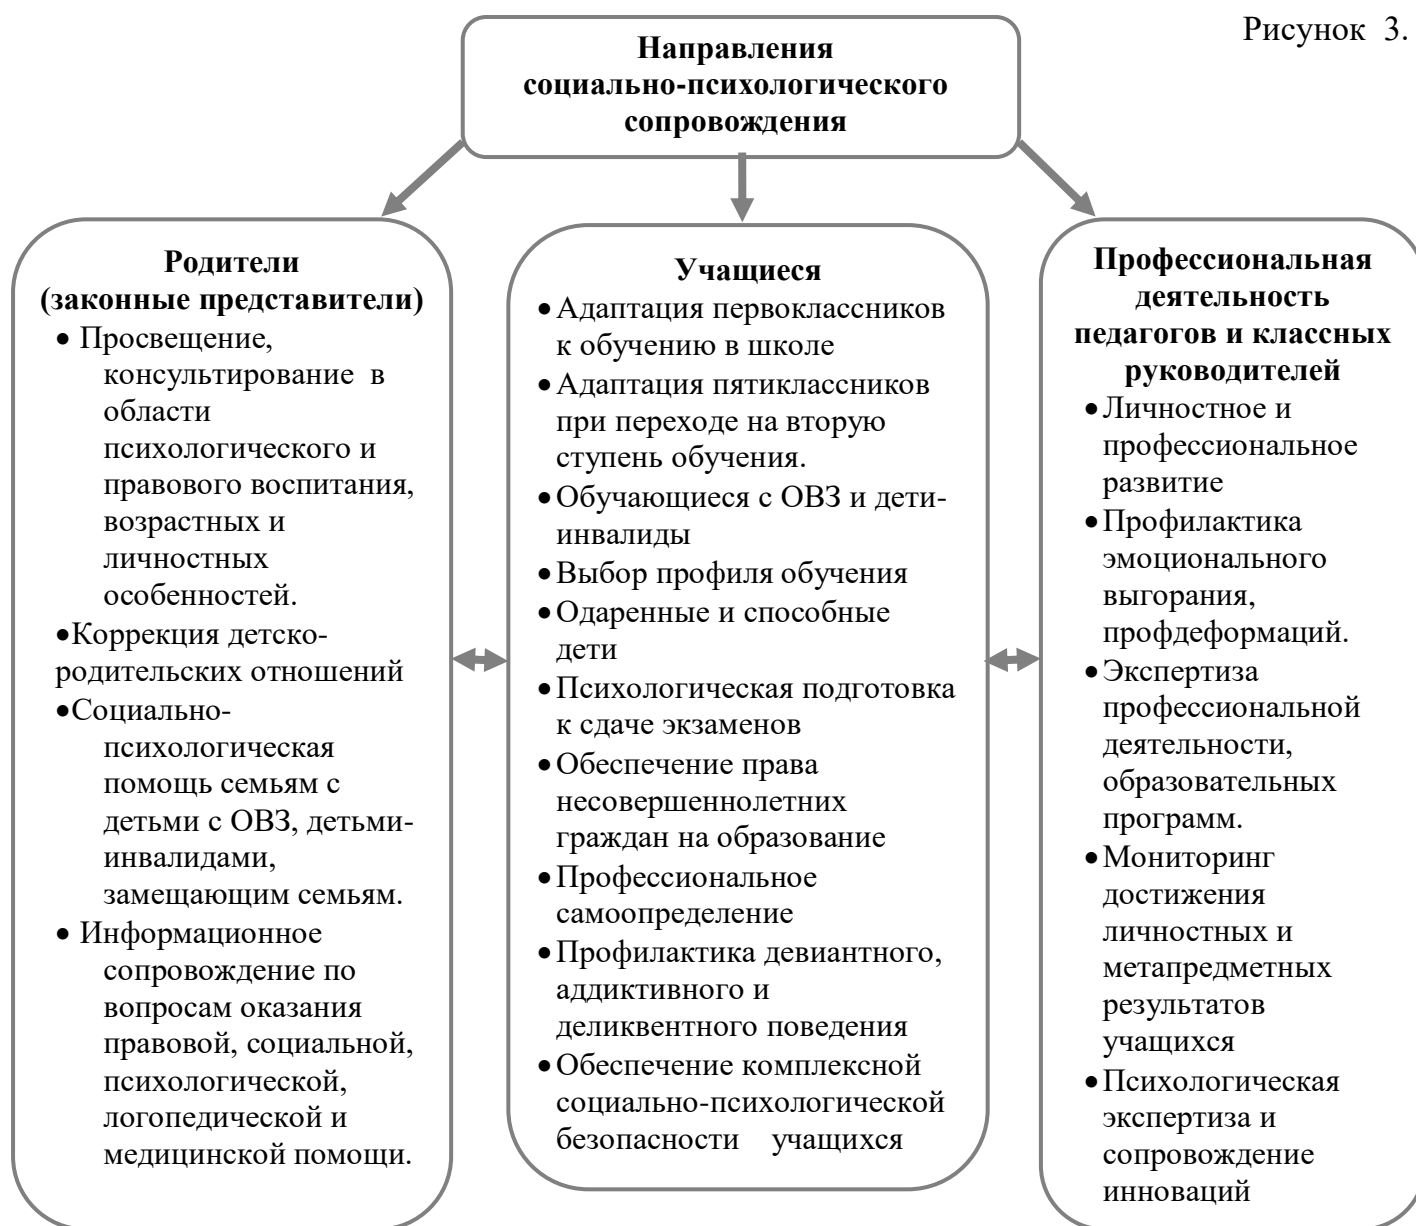 Рисунок 3.
Направления
социально-психологического
сопровождения
Родители
(законные представители)
• Просвещение,
консультирование в
области
психологического и
правового воспитания,
возрастных и
личностных
особенностей.
•Коррекция детско-
родительских отношений
•Социально-
психологическая
помощь семьям с
детьми с ОВЗ, детьми-
инвалидами,
замещающим семьям.
• Информационное
сопровождение по
вопросам оказания
правовой, социальной,
психологической,
логопедической и
медицинской помощи.
Учащиеся
•Адаптация первоклассников
к обучению в школе
•Адаптация пятиклассников
при переходе на вторую
ступень обучения.
•Обучающиеся с ОВЗ и дети-
инвалиды
•Выбор профиля обучения
•Одаренные и способные
дети
•Психологическая подготовка
к сдаче экзаменов
•Обеспечение права
несовершеннолетних
граждан на образование
•Профессиональное
самоопределение
•Профилактика девиантного,
аддиктивного и
деликвентного поведения
•Обеспечение комплексной
социально-психологической
безопасности учащихся
Профессиональная
деятельность
педагогов и классных
руководителей
•Личностное и
профессиональное
развитие
•Профилактика
эмоционального
выгорания,
профдеформаций.
•Экспертиза
профессиональной
деятельности,
образовательных
программ.
•Мониторинг
достижения
личностных и
метапредметных
результатов
учащихся
•Психологическая
экспертиза и
сопровождение
инноваций